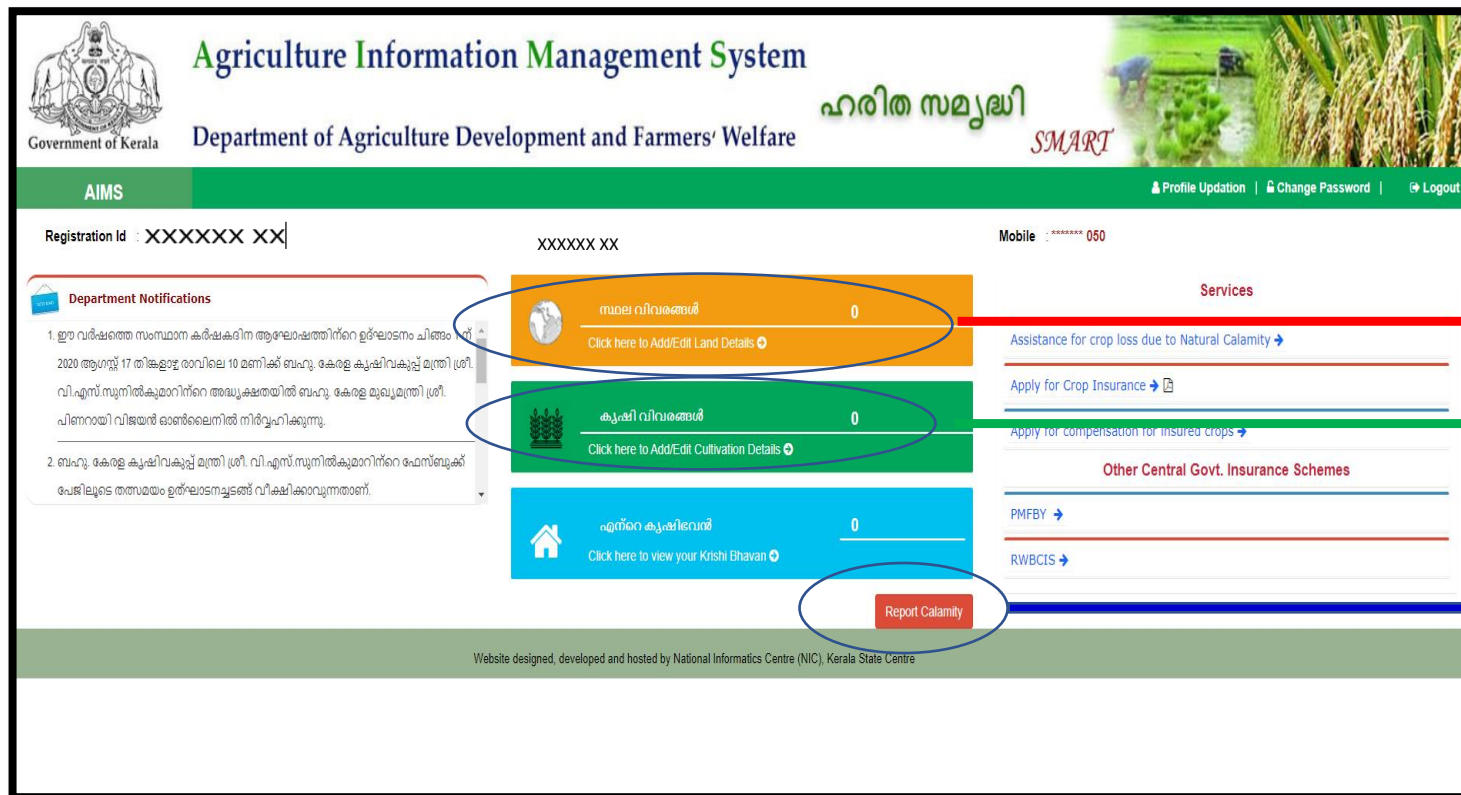 Agriculture Information Management System
ഹരിത സമൃദ്ധി
Department of Agriculture Development and Farmers' Welfare
SMART
Government of Kerala
AIMS
Profile Updation | Change Password | Logout
Registration Id : XXXXXX XX
XXXXXX XX
Mobile : ******* 050
Department Notifications
1. ഈ വർഷത്തെ സംസ്ഥാന കർഷകദിന ആഘോഷത്തിൻറെ ഉദ്ഘാടനം ചിങ്ങം 1 ന്
2020 ആഗസ്റ്റ് 17 തിങ്കളാഴ്ച രാവിലെ 10 മണിക്ക് ബഹു. കേരള കൃഷിവകുപ്പ് മന്ത്രി ശ്രീ.
വി.എസ്.സുനിൽകുമാറിൻറെ അദ്ധ്യക്ഷതയിൽ ബഹു. കേരള മുഖ്യമന്ത്രി ശ്രീ.
പിണറായി വിജയൻ ഓൺലൈനിൽ നിർവ്വഹിക്കുന്നു.
2. ബഹു. കേരള കൃഷിവകുപ്പ് മന്ത്രി ശ്രീ. വി.എസ്.സുനിൽകുമാറിൻറെ ഫേസ്ബുക്ക്
പേജിലൂടെ തത്സമയം ഉത്ഘാടനച്ചടങ്ങ് വീക്ഷിക്കാവുന്നതാണ്.
സ്ഥല വിവരങ്ങൾ 0
Click here to Add/Edit Land Details
കൃഷി വിവരങ്ങൾ 0
Click here to Add/Edit Cultivation Details
എൻറെ കൃഷിഭവൻ 0
Click here to view your Krishi Bhavan
Report Calamity
Services
Assistance for crop loss due to Natural Calamity
Apply for Crop Insurance
Apply for compensation for insured crops
Other Central Govt. Insurance Schemes
PMFBY
RWBCIS
Website designed, developed and hosted by National Informatics Centre (NIC), Kerala State Centre